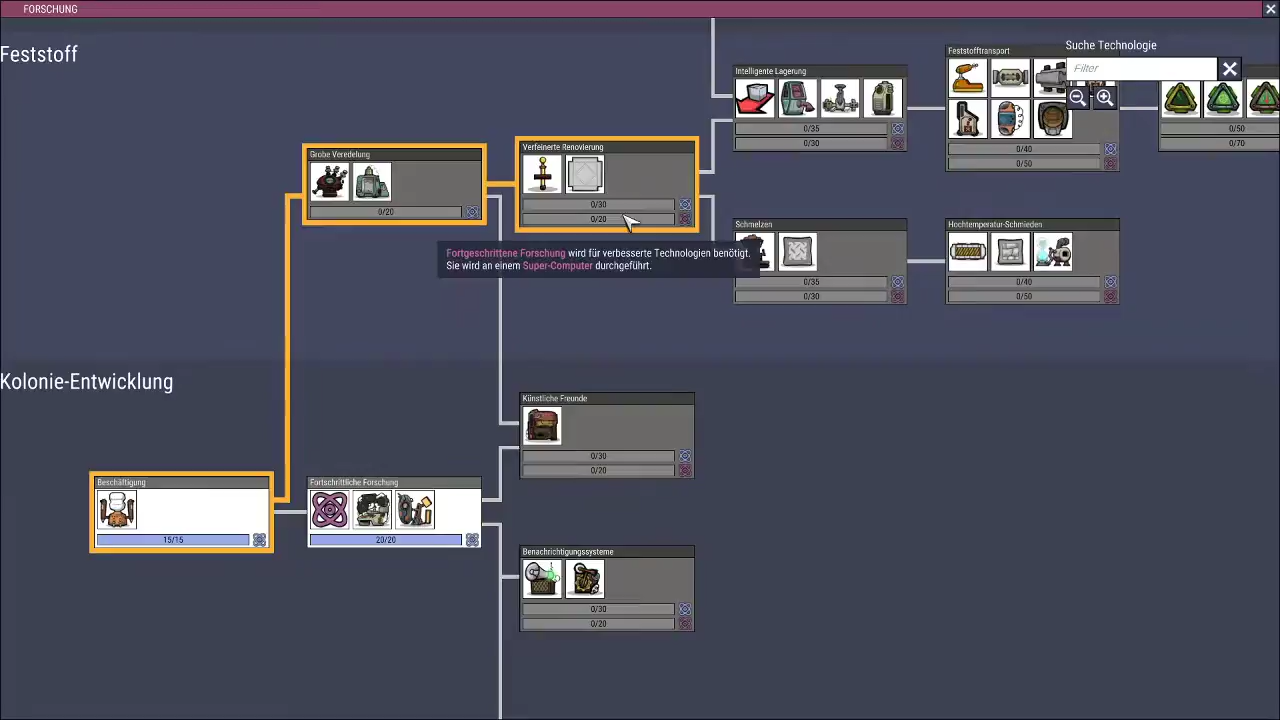 FORSCHUNG
Feststoff
Suche Technologie
Filter
Feststofftransport
0/40
0/50
0/50
0/70
Intelligente Lagerung
0/35
0/30
Verfeinerte Renovierung
0/30
0/20
Grobe Veredelung
0/20
Fortgeschrittene Forschung wird für verbesserte Technologien benötigt.
Sie wird an einem Super-Computer durchgeführt.
Schmelzen
0/35
0/30
Hochtemperatur-Schmieden
0/40
0/50
Kolonie-Entwicklung
Künstliche Freunde
0/30
0/20
Beschäftigung
15/15
Fortschrittliche Forschung
20/20
Benachrichtigungssysteme
0/30
0/20